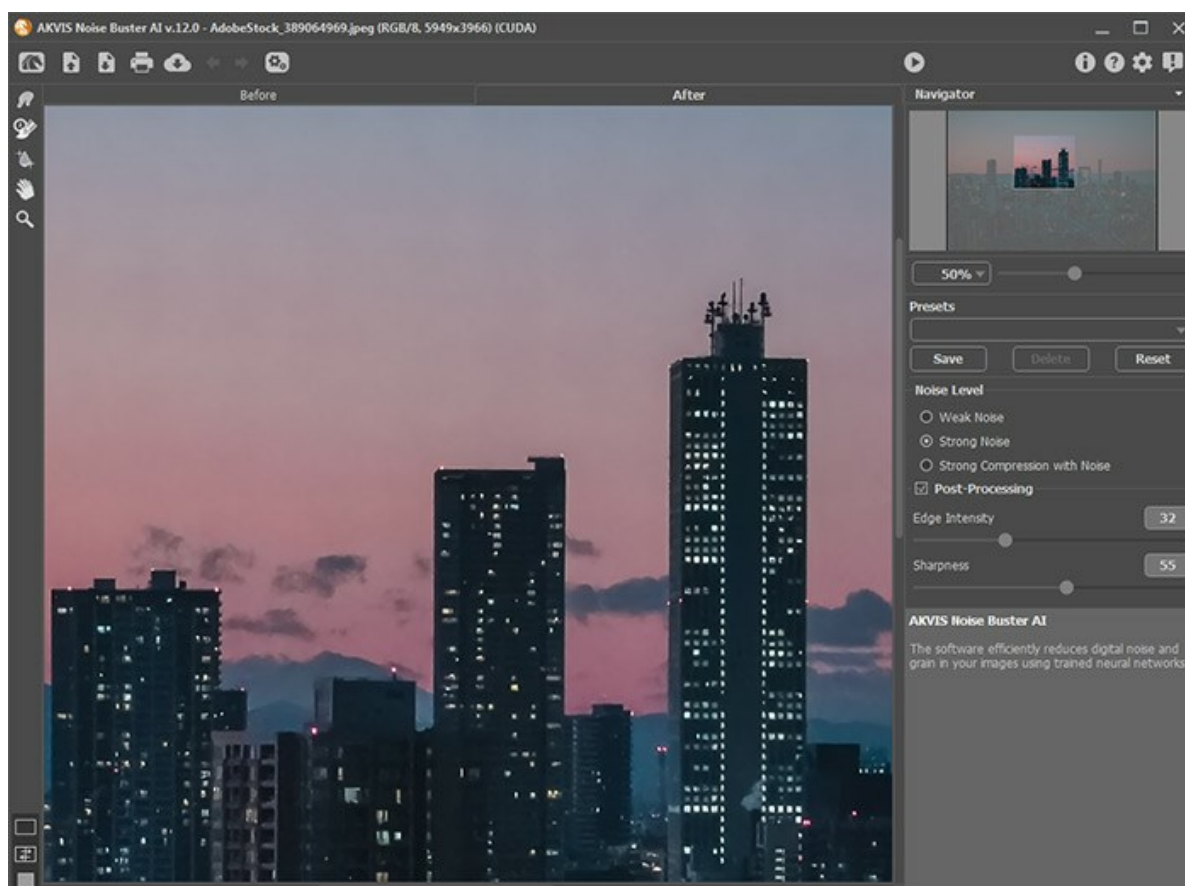 AKVIS Noise Buster AI v.12.0 - AdobeStock_389064969.jpeg (RGB/8, 5949x3966) (CUDA)
Before
After
Navigator
50%
Presets
Save Delete Reset
Noise Level
Weak Noise
Strong Noise
Strong Compression with Noise
Post-Processing
Edge Intensity 32
Sharpness 55
AKVIS Noise Buster AI
The software efficiently reduces digital noise and
grain in your images using trained neural networks